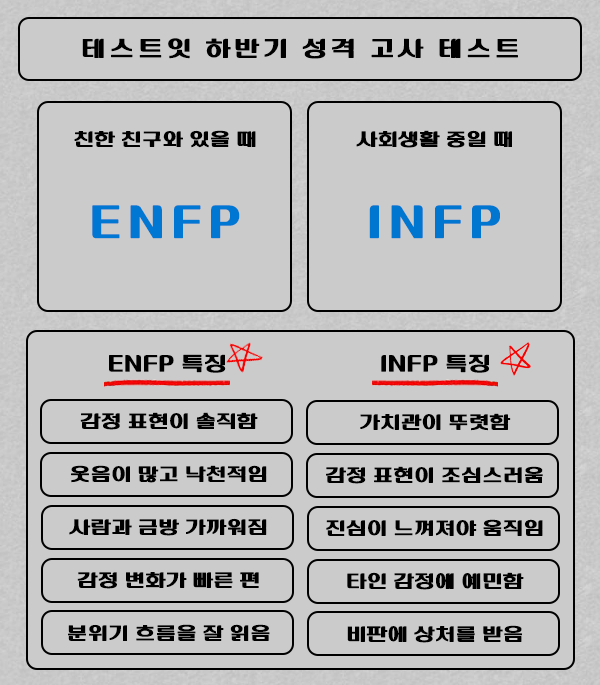 테스트잇 하반기 성격 고사 테스트
친한 친구와 있을 때
ENFP
사회생활 중일 때
INFP
ENFP 특징
감정 표현이 솔직함
웃음이 많고 낙천적임
사람과 금방 가까워짐
감정 변화가 빠른 편
분위기 흐름을 잘 읽음
INFP 특징
가치관이 뚜렷함
감정 표현이 조심스러움
진심이 느껴져야 움직임
타인 감정에 예민함
비판에 상처를 받음